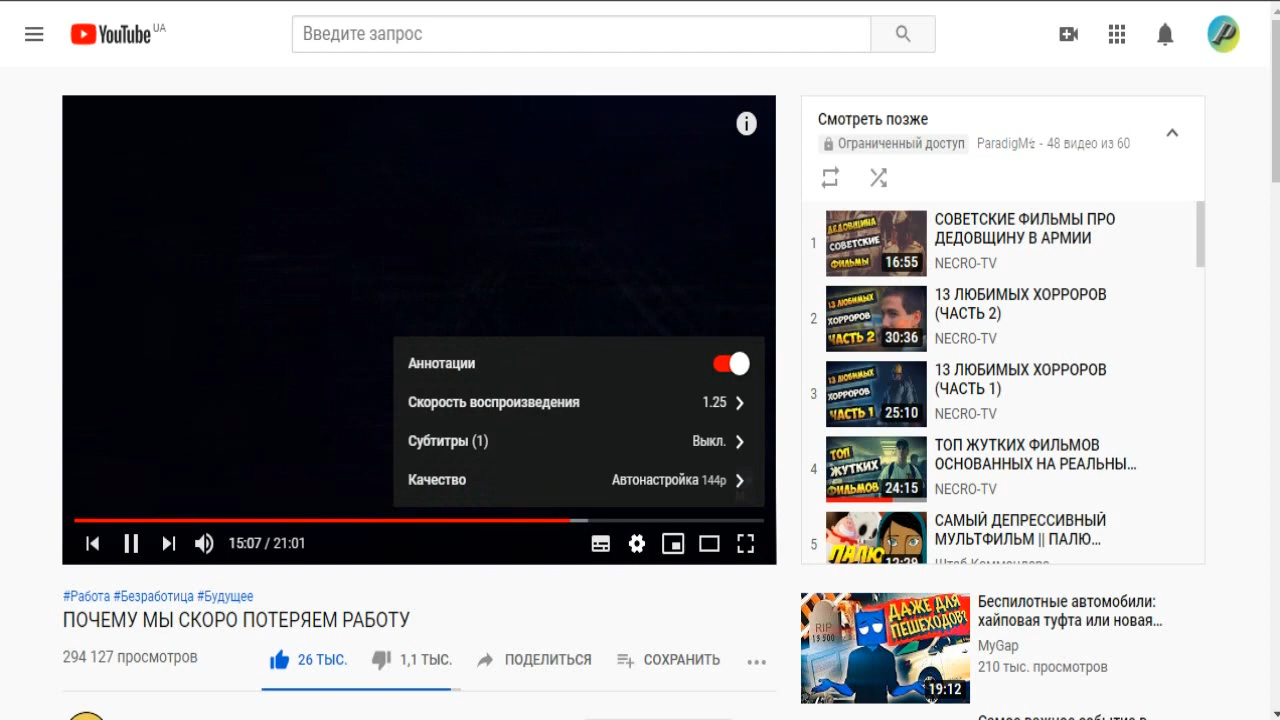 YouTube UA
Введите запрос
Аннотации
Скорость воспроизведения 1.25
Субтитры (1) Выкл.
Качество Автонастройка 144p
15:07 / 21:01
#Работа #Безработица #Будущее
ПОЧЕМУ МЫ СКОРО ПОТЕРЯЕМ РАБОТУ
294 127 просмотров
26 ТЫС.
1,1 ТЫС.
ПОДЕЛИТЬСЯ
СОХРАНИТЬ
Смотреть позже
Ограниченный доступ
- 48 видео из 60
1
ДЕДОВЩИНА
СОВЕТСКИЕ
ФИЛЬМЫ
16:55
СОВЕТСКИЕ ФИЛЬМЫ ПРО
ДЕДОВЩИНУ В АРМИИ
NECRO-TV
2
13 ЛЮБИМЫХ
ХОРРОРОВ
ЧАСТЬ 2
30:36
13 ЛЮБИМЫХ ХОРРОРОВ
(ЧАСТЬ 2)
NECRO-TV
3
13 ЛЮБИМЫХ
ХОРРОРОВ
ЧАСТЬ 1
25:10
13 ЛЮБИМЫХ ХОРРОРОВ
(ЧАСТЬ 1)
NECRO-TV
4
ТОП
ЖУТКИХ
ФИЛЬМОВ
24:15
ТОП ЖУТКИХ ФИЛЬМОВ
ОСНОВАННЫХ НА РЕАЛЬНЫ...
NECRO-TV
5
ПАЛЮ
САМЫЙ ДЕПРЕССИВНЫЙ
МУЛЬТФИЛЬМ || ПАЛЮ...
ДАЖЕ ДЛЯ
ПЕШЕХОДОВ?
RIP
19:12
Беспилотные автомобили:
хайповая туфта или новая...
MyGap
210 тыс. просмотров